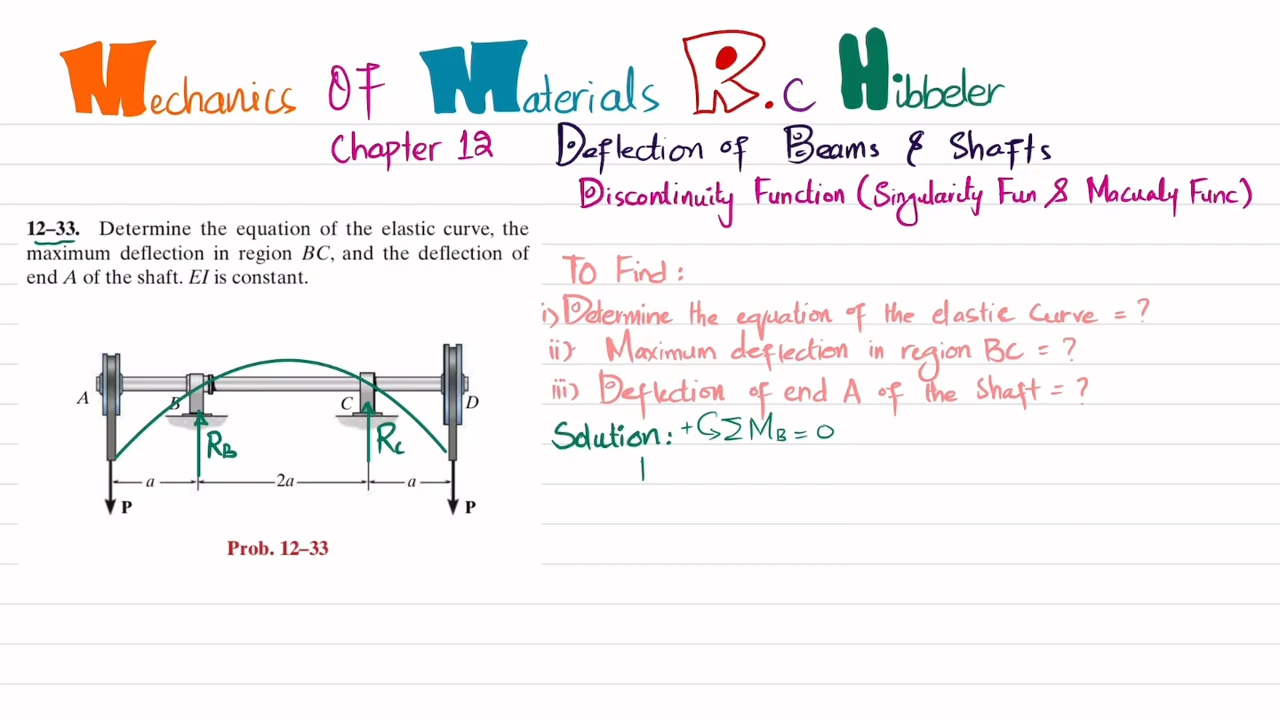 Mechanics OF Materials R.C Hibbeler
Chapter 12 Deflection of Beams & Shafts
Discontinuity Function (Singularity Fun & Macualy Func)
12–33. Determine the equation of the elastic curve, the
maximum deflection in region BC, and the deflection of
end A of the shaft. EI is constant.
To Find :
i) Determine the equation of the elastic Curve = ?
ii) Maximum deflection in region BC = ?
iii) Deflection of end A of the Shaft = ?
Solution: +↺ΣMB = 0
A
B
C
D
RB
RC
a
2a
a
P
P
Prob. 12–33